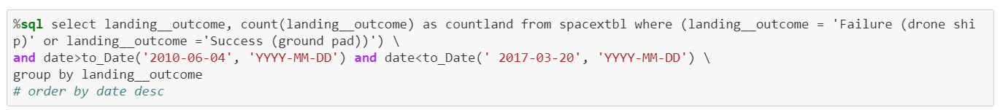 %sql select landing__outcome, count(landing__outcome) as countland from spacextbl where (landing__outcome = 'Failure (drone shi
p)' or landing__outcome ='Success (ground pad))') \
and date>to_Date('2010-06-04', 'YYYY-MM-DD') and date<to_Date(' 2017-03-20', 'YYYY-MM-DD') \
group by landing__outcome
# order by date desc